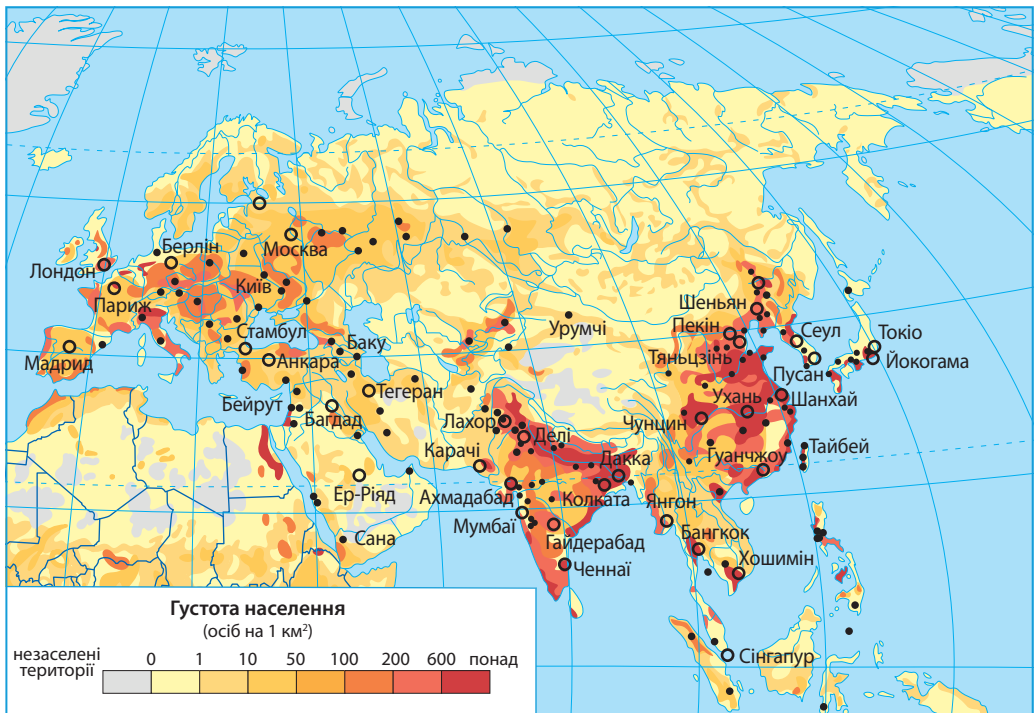 Москва
Берлін
Лондон
Париж
Київ
Мадрид
Стамбул
Анкара
Баку
Тегеран
Бейрут
Багдад
Ер-Ріяд
Сана
Урумчі
Шеньян
Пекін
Тяньцзінь
Сеул
Токіо
Йокогама
Пусан
Шанхай
Ухань
Чунцин
Тайбей
Гуанчжоу
Лахор
Делі
Карачі
Дакка
Ахмадабад
Колката
Мумбаї
Гайдерабад
Ченнаї
Янгон
Бангкок
Хошимін
Сінгапур
Густота населення
(осіб на 1 км²)
незаселені
території
0 1 10 50 100 200 600 понад